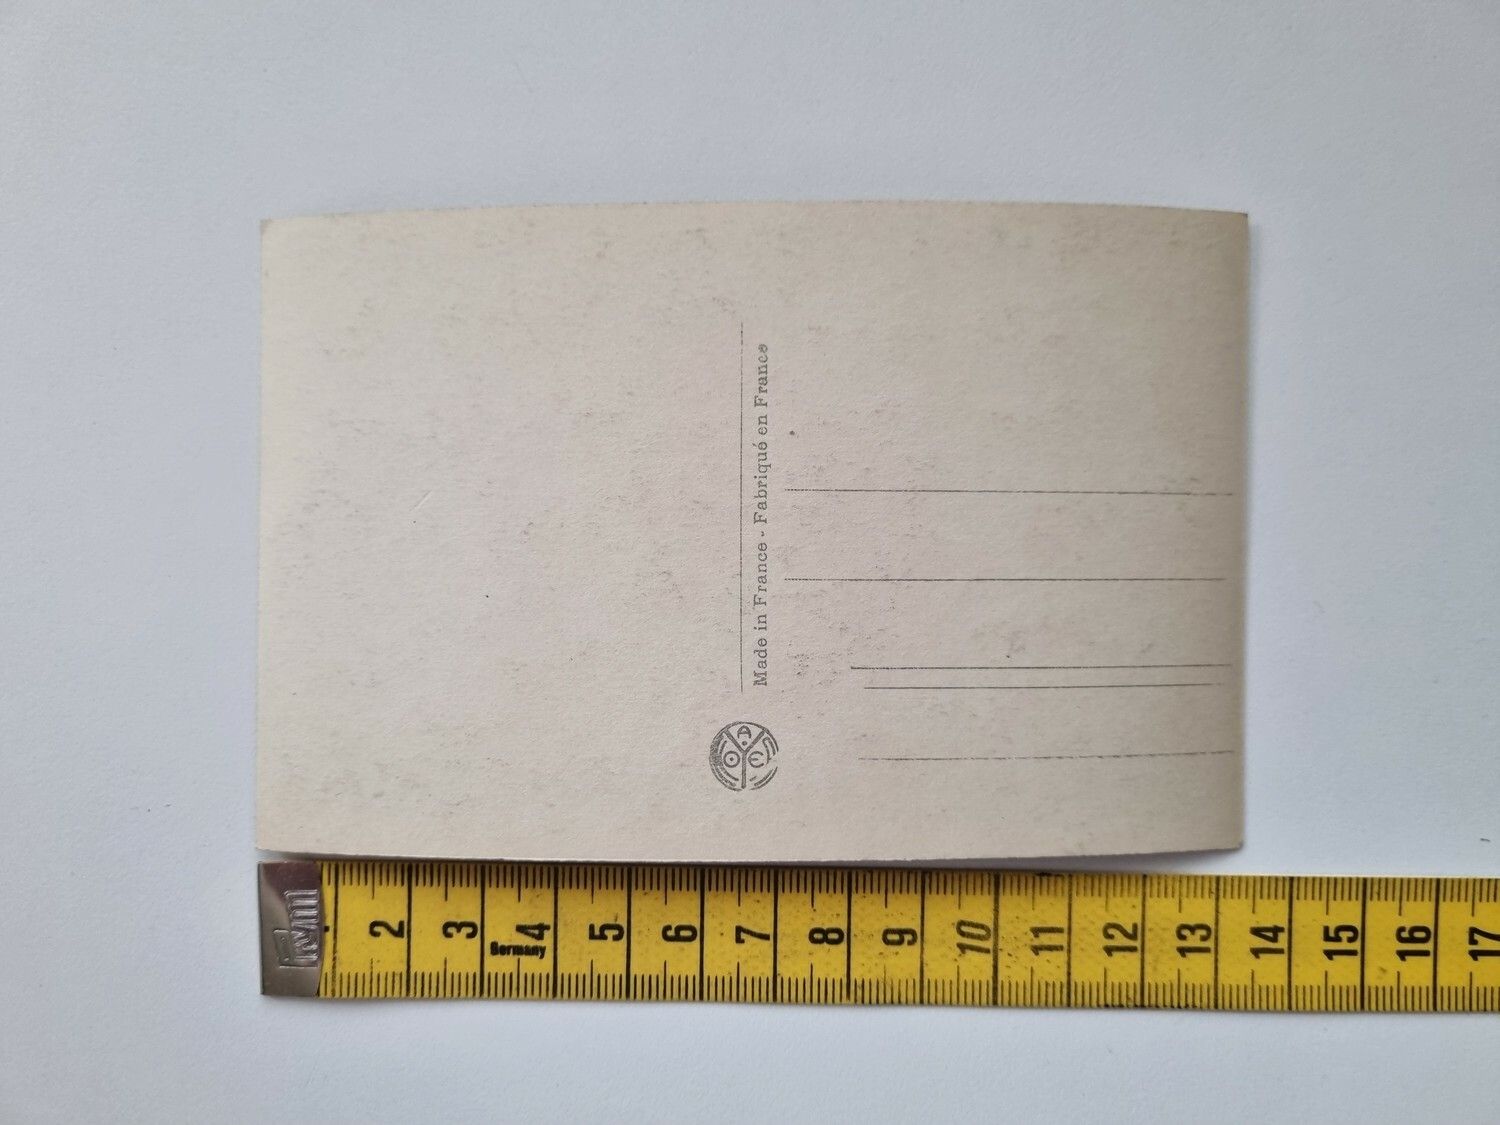 Made in France - Fabriqué en France
A.
O E
Prym
2 3 4 5 6 7 8 9 10 11 12 13 14 15 16 17
Germany